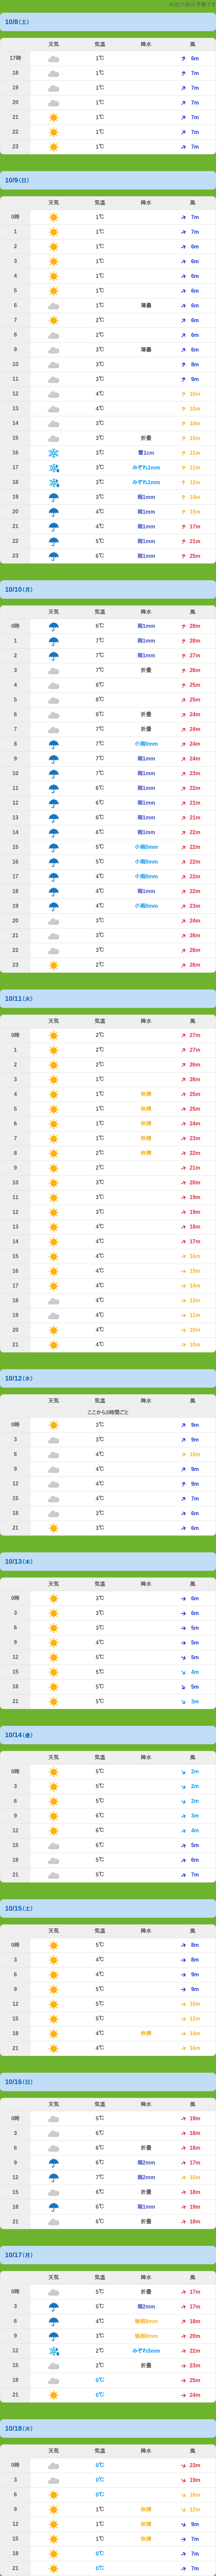 10/8(土)
天気 気温 降水 風
17時 1℃ 6m
18 1℃ 7m
19 1℃ 7m
20 1℃ 7m
21 1℃ 7m
22 1℃ 7m
23 1℃ 7m
10/9(日)
天気 気温 降水 風
0時 1℃ 7m
1 1℃ 7m
2 1℃ 6m
3 1℃ 6m
4 1℃ 6m
5 1℃ 6m
6 1℃ 薄曇 6m
7 2℃ 6m
8 2℃ 6m
9 3℃ 薄曇 6m
10 3℃ 8m
11 3℃ 9m
12 4℃ 10m
13 4℃ 10m
14 3℃ 10m
15 3℃ 折曇 10m
16 3℃ 雪1cm 11m
17 3℃ みぞれ1mm 11m
18 3℃ みぞれ1mm 12m
19 3℃ 雨1mm 14m
20 4℃ 雨1mm 15m
21 4℃ 雨1mm 17m
22 5℃ 雨1mm 21m
23 6℃ 雨1mm 25m
10/10(月)
天気 気温 降水 風
0時 6℃ 雨1mm 28m
1 7℃ 雨1mm 28m
2 7℃ 雨1mm 27m
3 7℃ 折曇 26m
4 8℃ 25m
5 8℃ 25m
6 8℃ 折曇 24m
7 7℃ 折曇 24m
8 7℃ 小雨0mm 24m
9 7℃ 雨1mm 24m
10 7℃ 雨1mm 23m
11 6℃ 雨1mm 22m
12 6℃ 雨1mm 21m
13 6℃ 雨1mm 21m
14 6℃ 雨1mm 22m
15 5℃ 小雨0mm 22m
16 5℃ 小雨0mm 22m
17 4℃ 小雨0mm 22m
18 4℃ 雨1mm 22m
19 4℃ 小雨0mm 23m
20 3℃ 24m
21 3℃ 26m
22 3℃ 26m
23 2℃ 26m
10/11(火)
天気 気温 降水 風
0時 2℃ 27m
1 2℃ 27m
2 2℃ 26m
3 1℃ 26m
4 1℃ 快晴 25m
5 1℃ 快晴 25m
6 1℃ 快晴 24m
7 1℃ 快晴 23m
8 2℃ 快晴 22m
9 2℃ 21m
10 3℃ 20m
11 3℃ 19m
12 3℃ 19m
13 4℃ 18m
14 4℃ 17m
15 4℃ 16m
16 4℃ 15m
17 4℃ 14m
18 4℃ 12m
19 4℃ 11m
20 4℃ 10m
21 4℃ 10m
10/12(水)
天気 気温 降水 風
ここから3時間ごと
0時 3℃ 9m
3 3℃ 9m
6 4℃ 10m
9 4℃ 9m
12 4℃ 9m
15 4℃ 7m
18 3℃ 6m
21 3℃ 6m
10/13(木)
天気 気温 降水 風
0時 3℃ 6m
3 3℃ 6m
6 3℃ 5m
9 4℃ 5m
12 5℃ 5m
15 5℃ 4m
18 5℃ 5m
21 5℃ 3m
10/14(金)
天気 気温 降水 風
0時 5℃ 2m
3 5℃ 2m
6 5℃ 2m
9 6℃ 3m
12 6℃ 4m
15 6℃ 5m
18 5℃ 6m
21 5℃ 7m
10/15(土)
天気 気温 降水 風
0時 5℃ 8m
3 4℃ 8m
6 4℃ 9m
9 5℃ 9m
12 5℃ 10m
15 5℃ 12m
18 4℃ 快晴 14m
21 4℃ 16m
10/16(日)
天気 気温 降水 風
0時 5℃ 19m
3 6℃ 18m
6 6℃ 折曇 18m
9 6℃ 雨2mm 17m
12 7℃ 雨2mm 16m
15 6℃ 折曇 18m
18 6℃ 雨1mm 19m
21 6℃ 折曇 18m
10/17(月)
天気 気温 降水 風
0時 5℃ 折曇 17m
3 5℃ 雨2mm 17m
6 4℃ 18m
9 3℃ 20m
12 2℃ みぞれ5mm 22m
15 2℃ 折曇 23m
18 0℃ 25m
21 0℃ 24m
10/18(火)
天気 気温 降水 風
0時 0℃ 23m
3 0℃ 19m
6 0℃ 16m
9 1℃ 快晴 12m
12 1℃ 快晴 9m
15 1℃ 快晴 7m
18 0℃ 7m
21 0℃ 7m